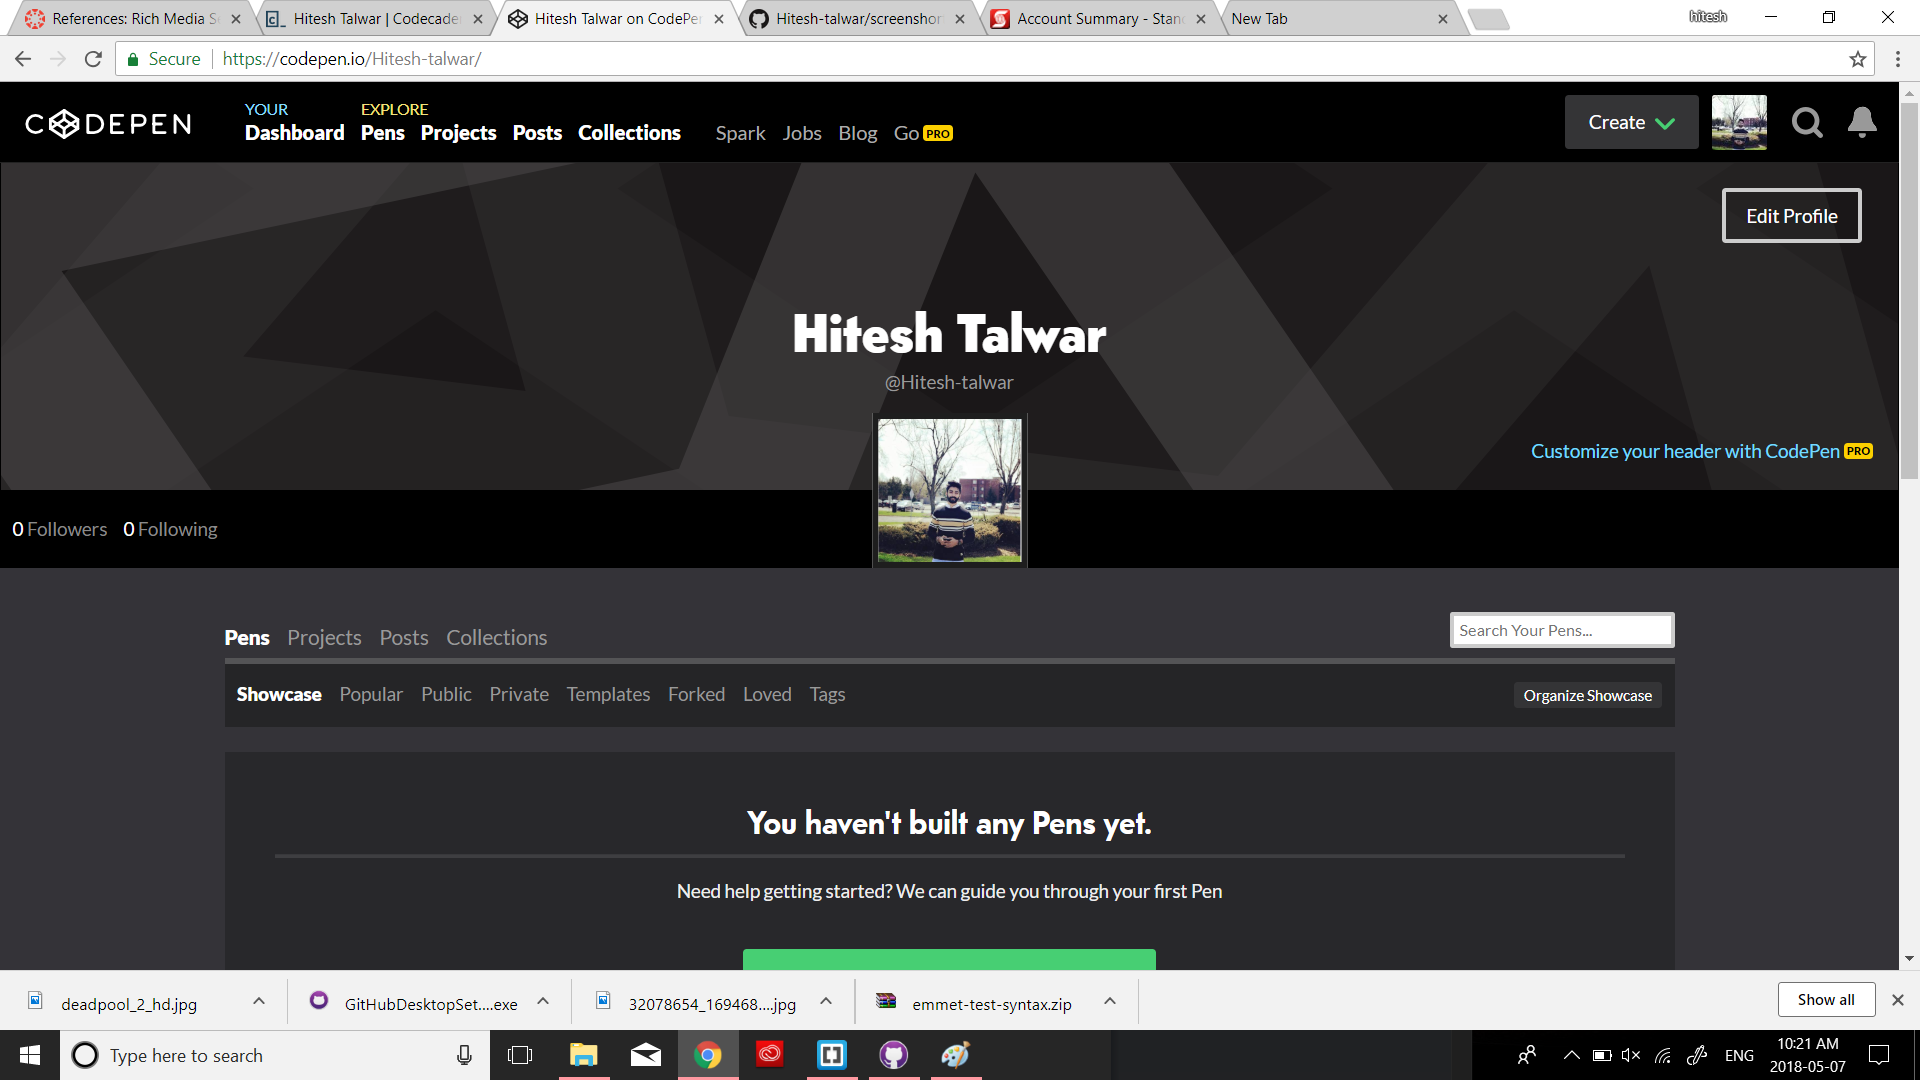 References: Rich Media S
Hitesh Talwar | Codecade
Hitesh Talwar on CodePe
Hitesh-talwar/screensho
Account Summary - Stan
New Tab
hitesh
Secure
https://codepen.io/Hitesh-talwar/
CODEPEN
YOUR
Dashboard
EXPLORE
Pens Projects Posts Collections
Spark Jobs Blog Go PRO
Create
Edit Profile
Hitesh Talwar
@Hitesh-talwar
Customize your header with CodePen PRO
0 Followers 0 Following
Pens Projects Posts Collections
Search Your Pens...
Showcase Popular Public Private Templates Forked Loved Tags
Organize Showcase
You haven't built any Pens yet.
Need help getting started? We can guide you through your first Pen
deadpool_2_hd.jpg
GitHubDesktopSet....exe
32078654_169468....jpg
emmet-test-syntax.zip
Show all
Type here to search
ENG
10:21 AM
2018-05-07